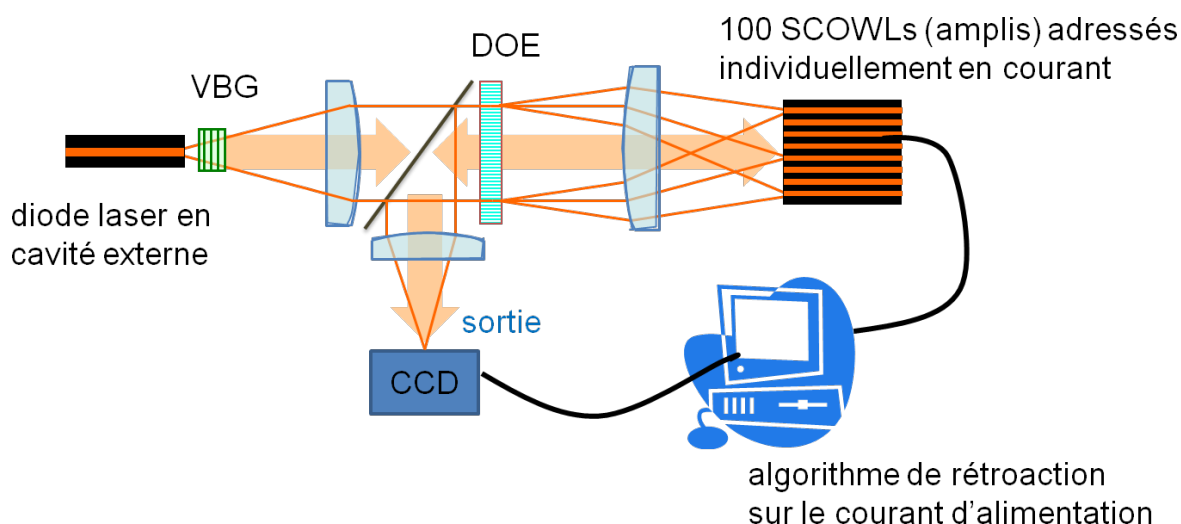 100 SCOWLs (amplis) adressés
individuellement en courant
DOE
VBG
diode laser en
cavité externe
sortie
CCD
algorithme de rétroaction
sur le courant d'alimentation